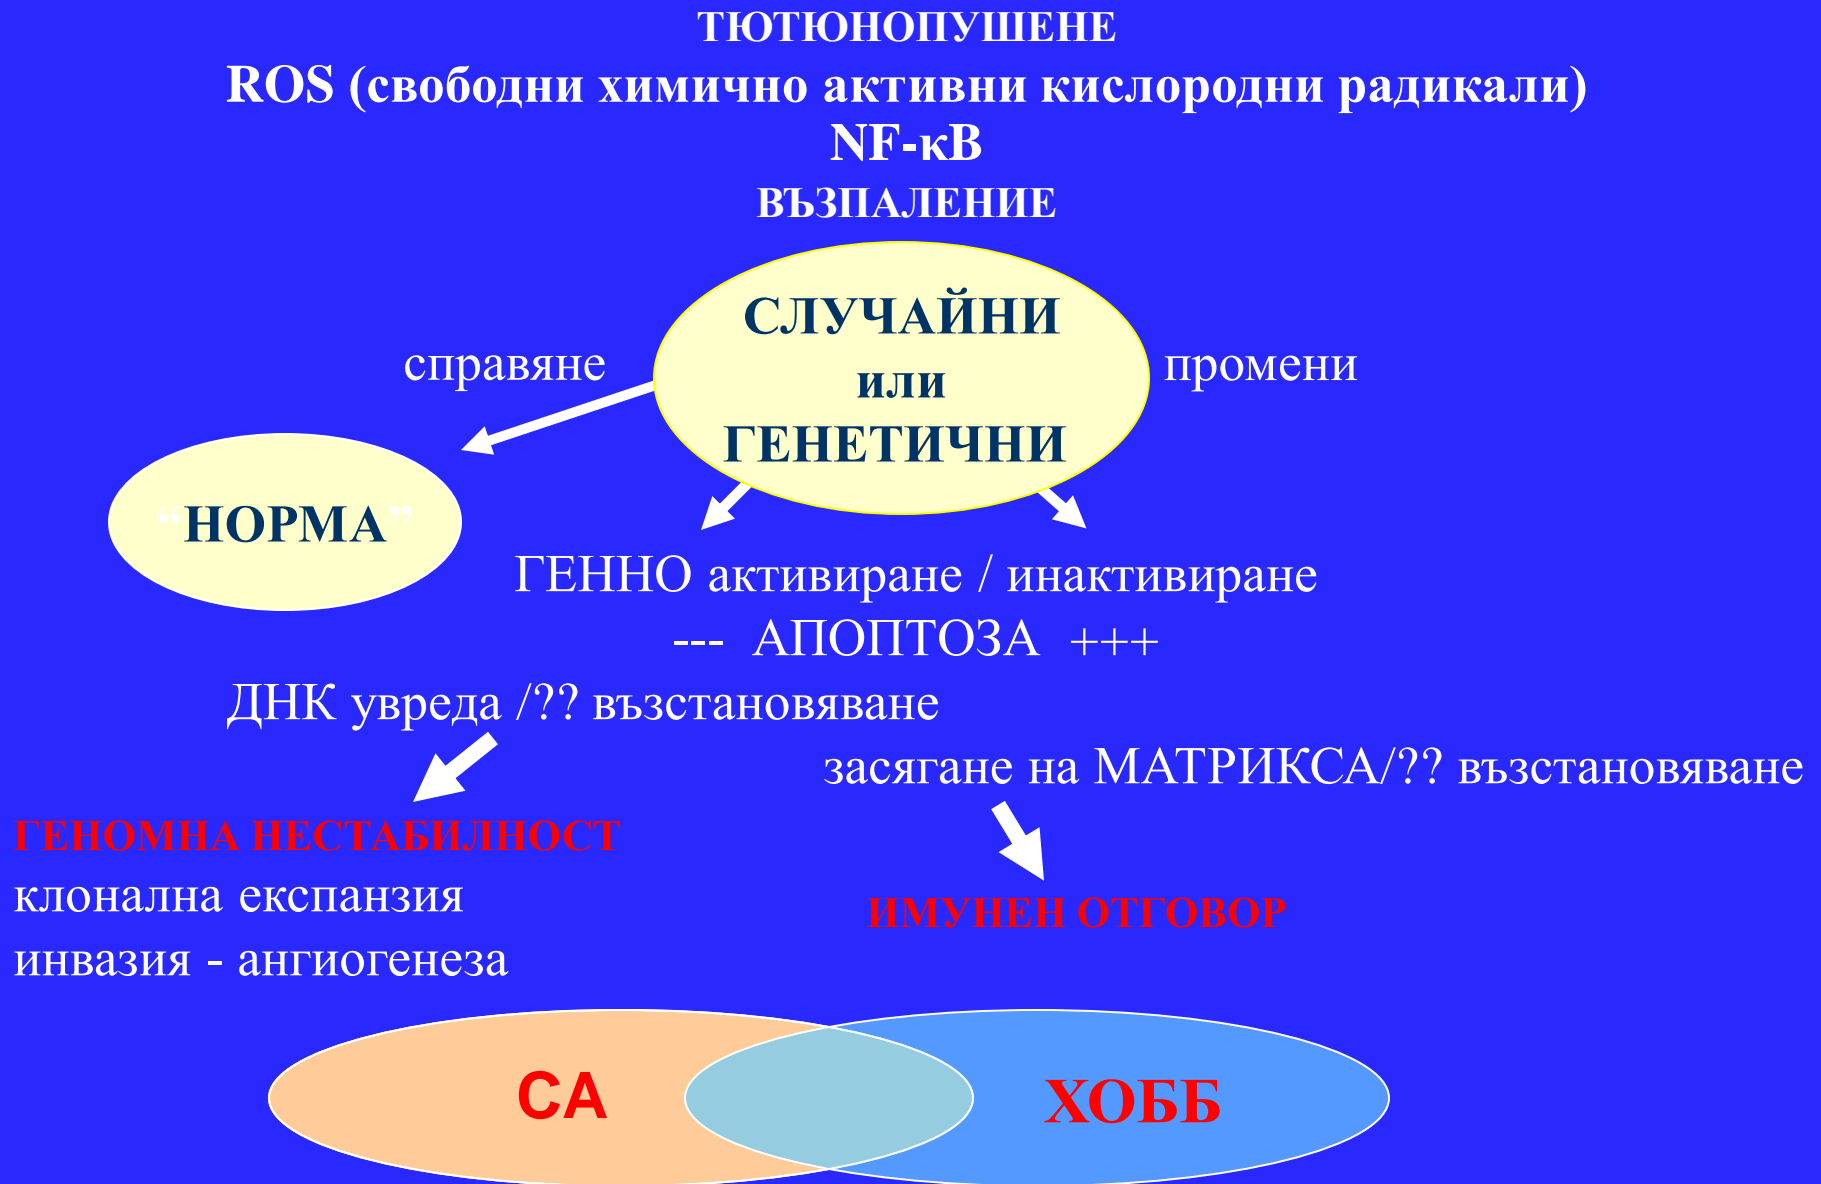 ТЮТЮНОПУШЕНЕ
ROS (свободни химично активни кислородни радикали)
NF-κB
ВЪЗПАЛЕНИЕ
СЛУЧАЙНИ
справяне
или
промени
ГЕНЕТИЧНИ
“НОРМА”
ГЕННО активиране / инактивиране
--- АПОПТОЗА +++
ДНК увреда /?? възстановяване
засягане на МАТРИКСА/?? възстановяване
ГЕНОМНА НЕСТАБИЛНОСТ
клонална експанзия
ИМУНЕН ОТГОВОР
инвазия - ангиогенеза
СА
ХОББ